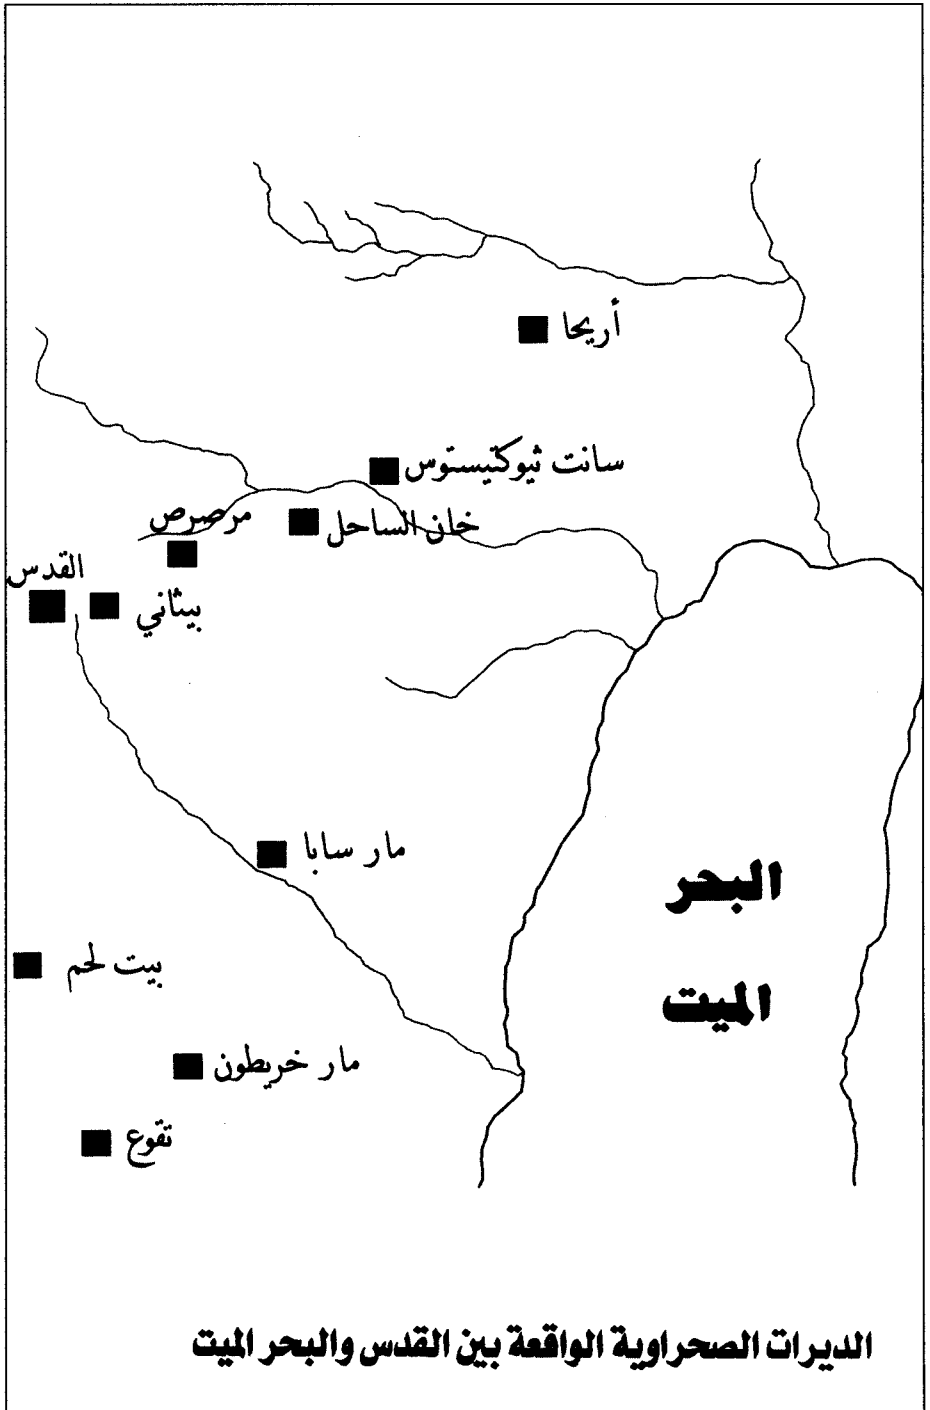 أريحا
سانت ثيوكتيستوس
مرصرص
خان الساحل
القدس
بيثاني
مار سابا
البحر
الميت
بيت لحم
مار خريطون
تقوع
الديرات الصحراوية الواقعة بين القدس والبحر الميت